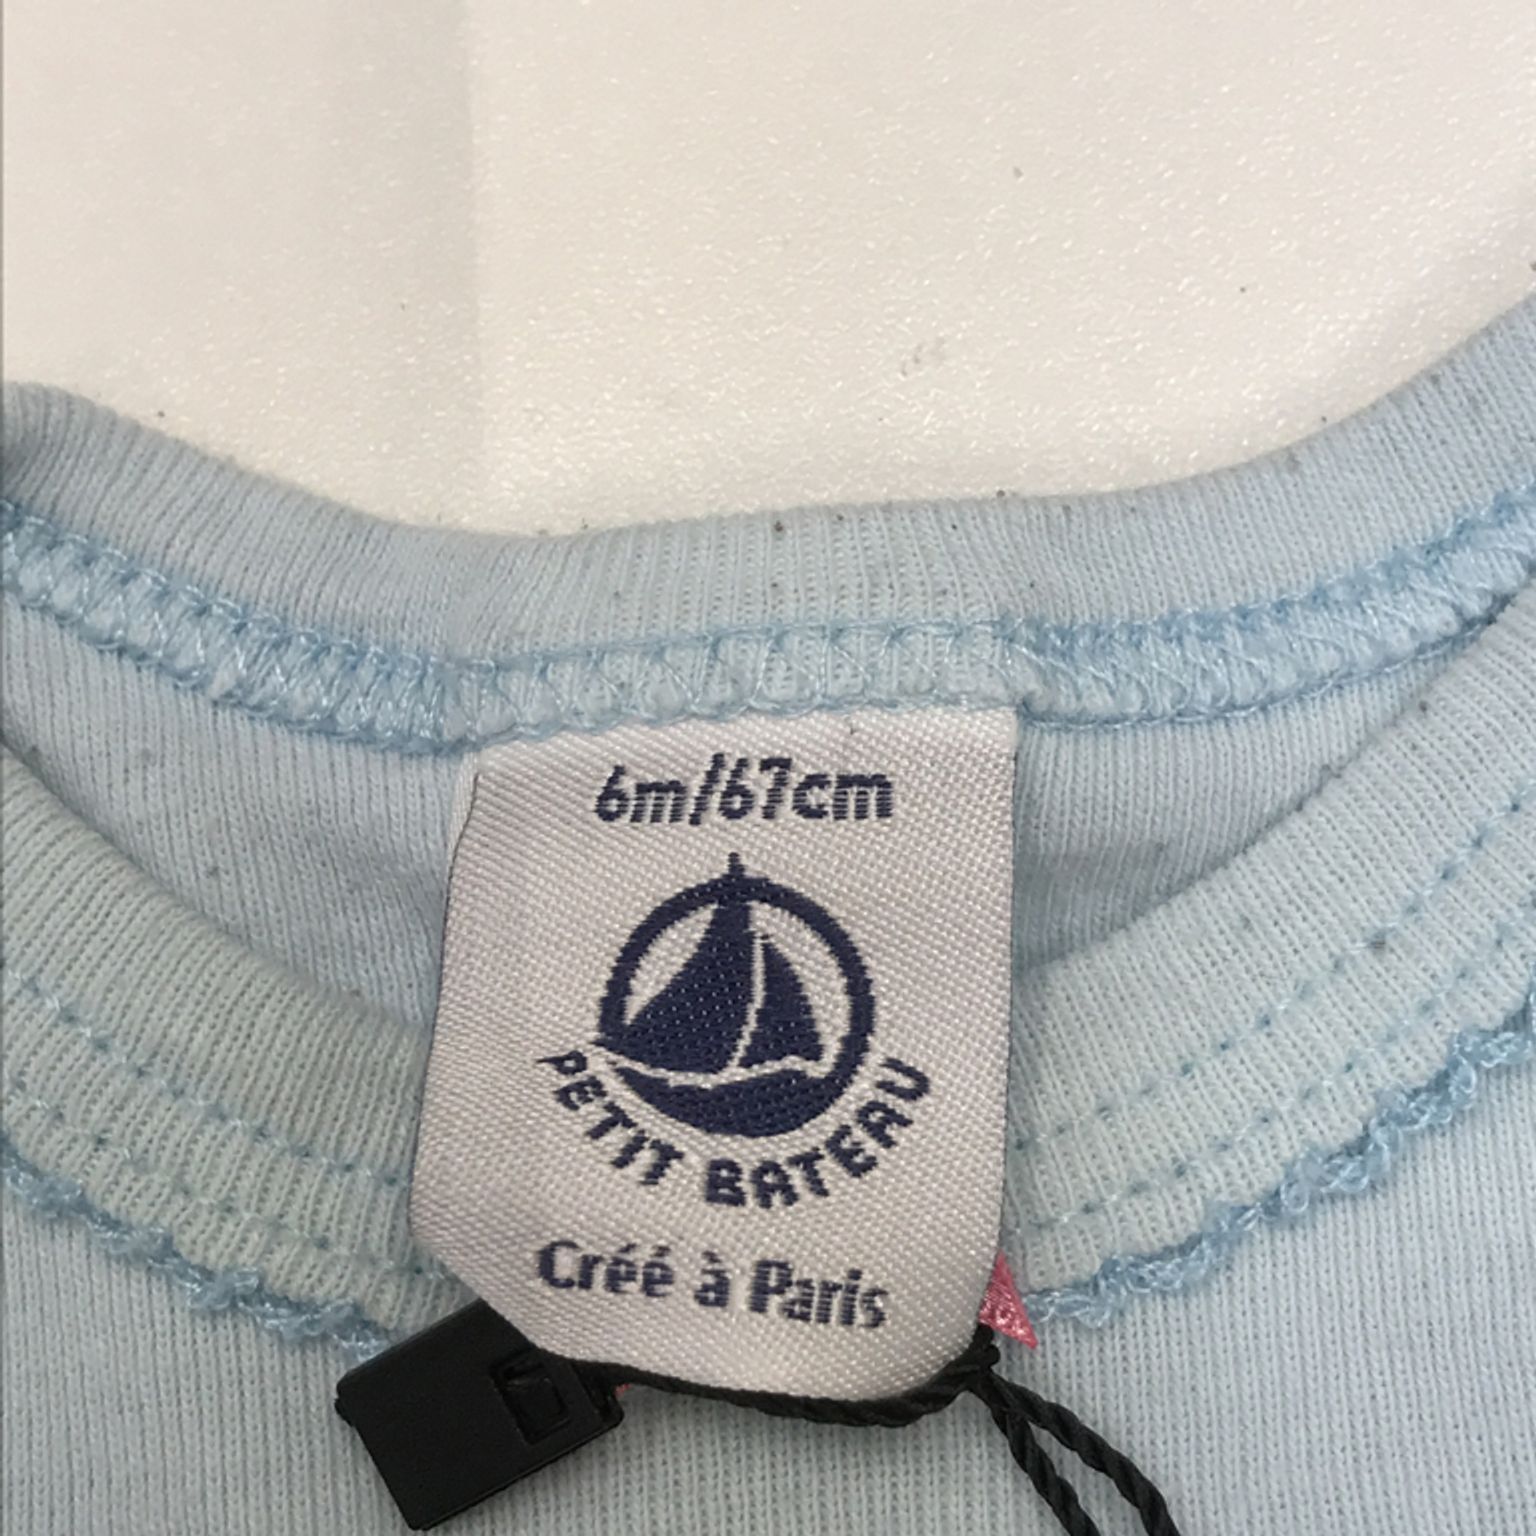 6m/67cm
PETIT BATEAU
Créé à Paris